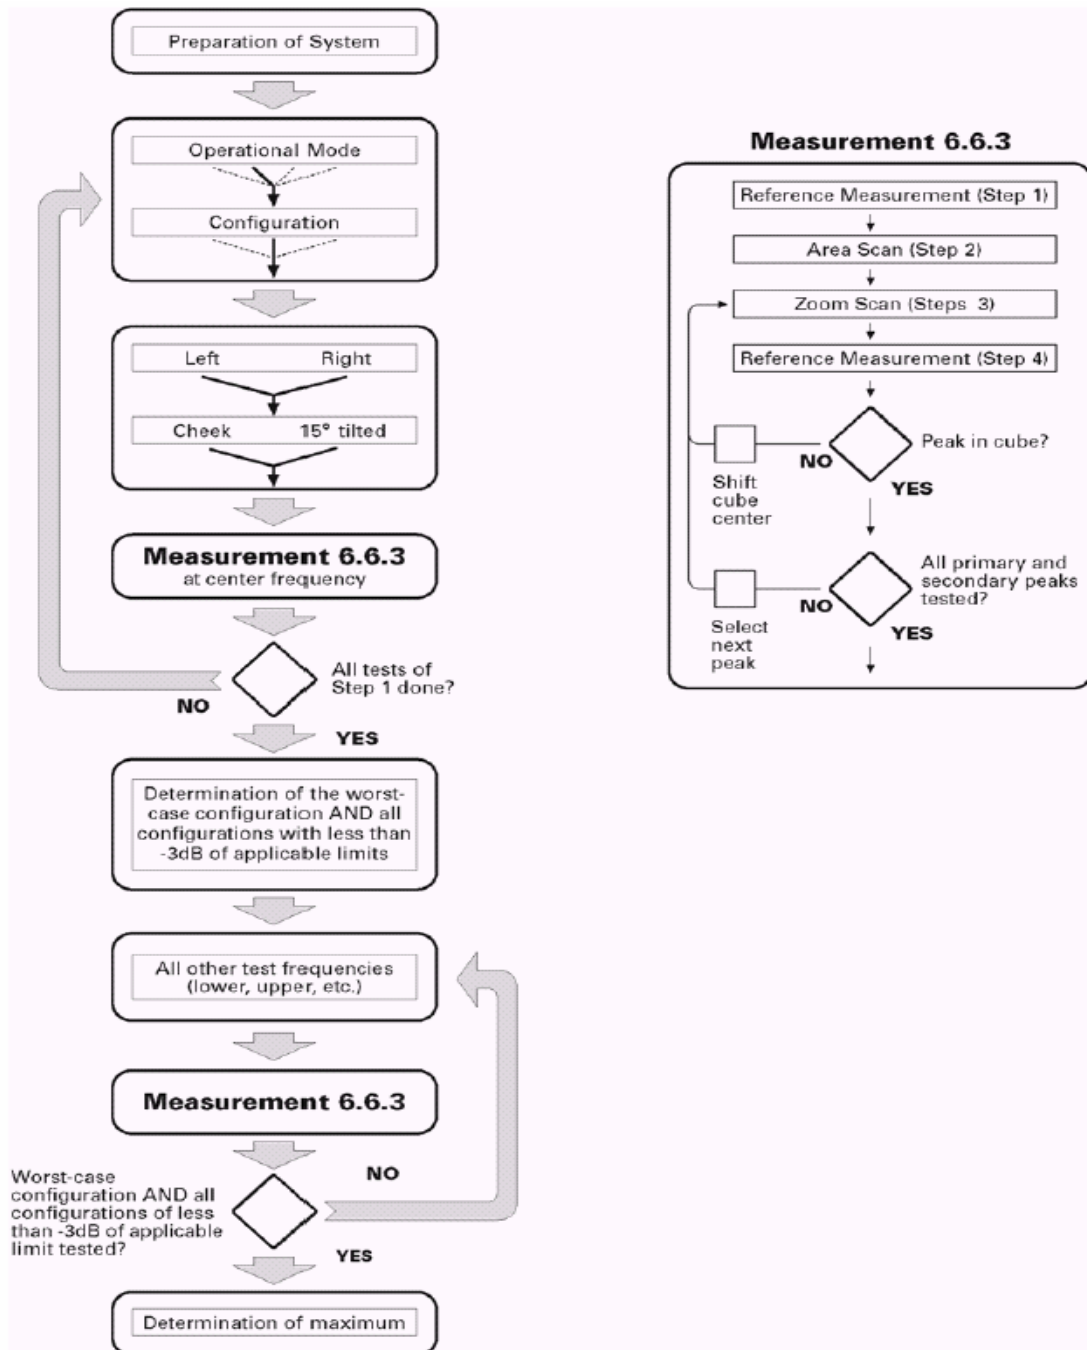 Preparation of System
Operational Mode
Configuration
Left Right
Cheek 15° tilted
Measurement 6.6.3
at center frequency
All tests of
Step 1 done?
NO
YES
Determination of the worst-
case configuration AND all
configurations with less than
-3dB of applicable limits
All other test frequencies
(lower, upper, etc.)
Measurement 6.6.3
Worst-case
configuration AND all
configurations of less
than -3dB of applicable
limit tested?
NO
YES
Determination of maximum
Measurement 6.6.3
Reference Measurement (Step 1)
Area Scan (Step 2)
Zoom Scan (Steps 3)
Reference Measurement (Step 4)
Peak in cube?
NO
YES
Shift
cube
center
All primary and
secondary peaks
tested?
NO
YES
Select
next
peak